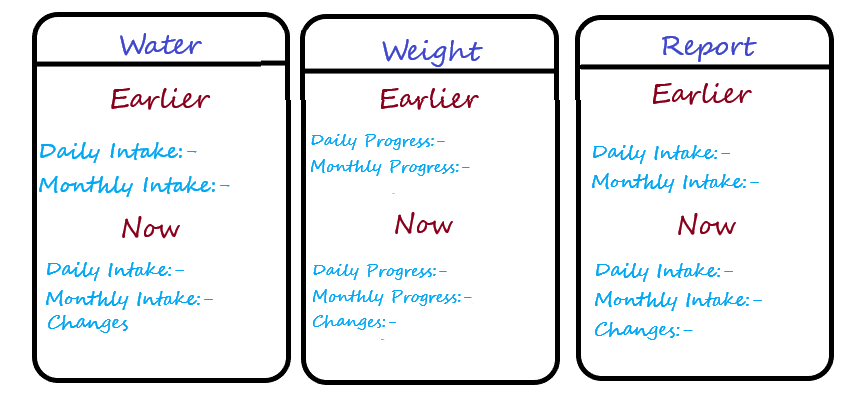 Water
Earlier
Daily Intake:-
Monthly Intake:-
Now
Daily Intake:-
Monthly Intake:-
Changes
Weight
Earlier
Daily Progress:-
Monthly Progress:-
Now
Daily Progress:-
Monthly Progress:-
Changes:-
Report
Earlier
Daily Intake:-
Monthly Intake:-
Now
Daily Intake:-
Monthly Intake:-
Changes:-